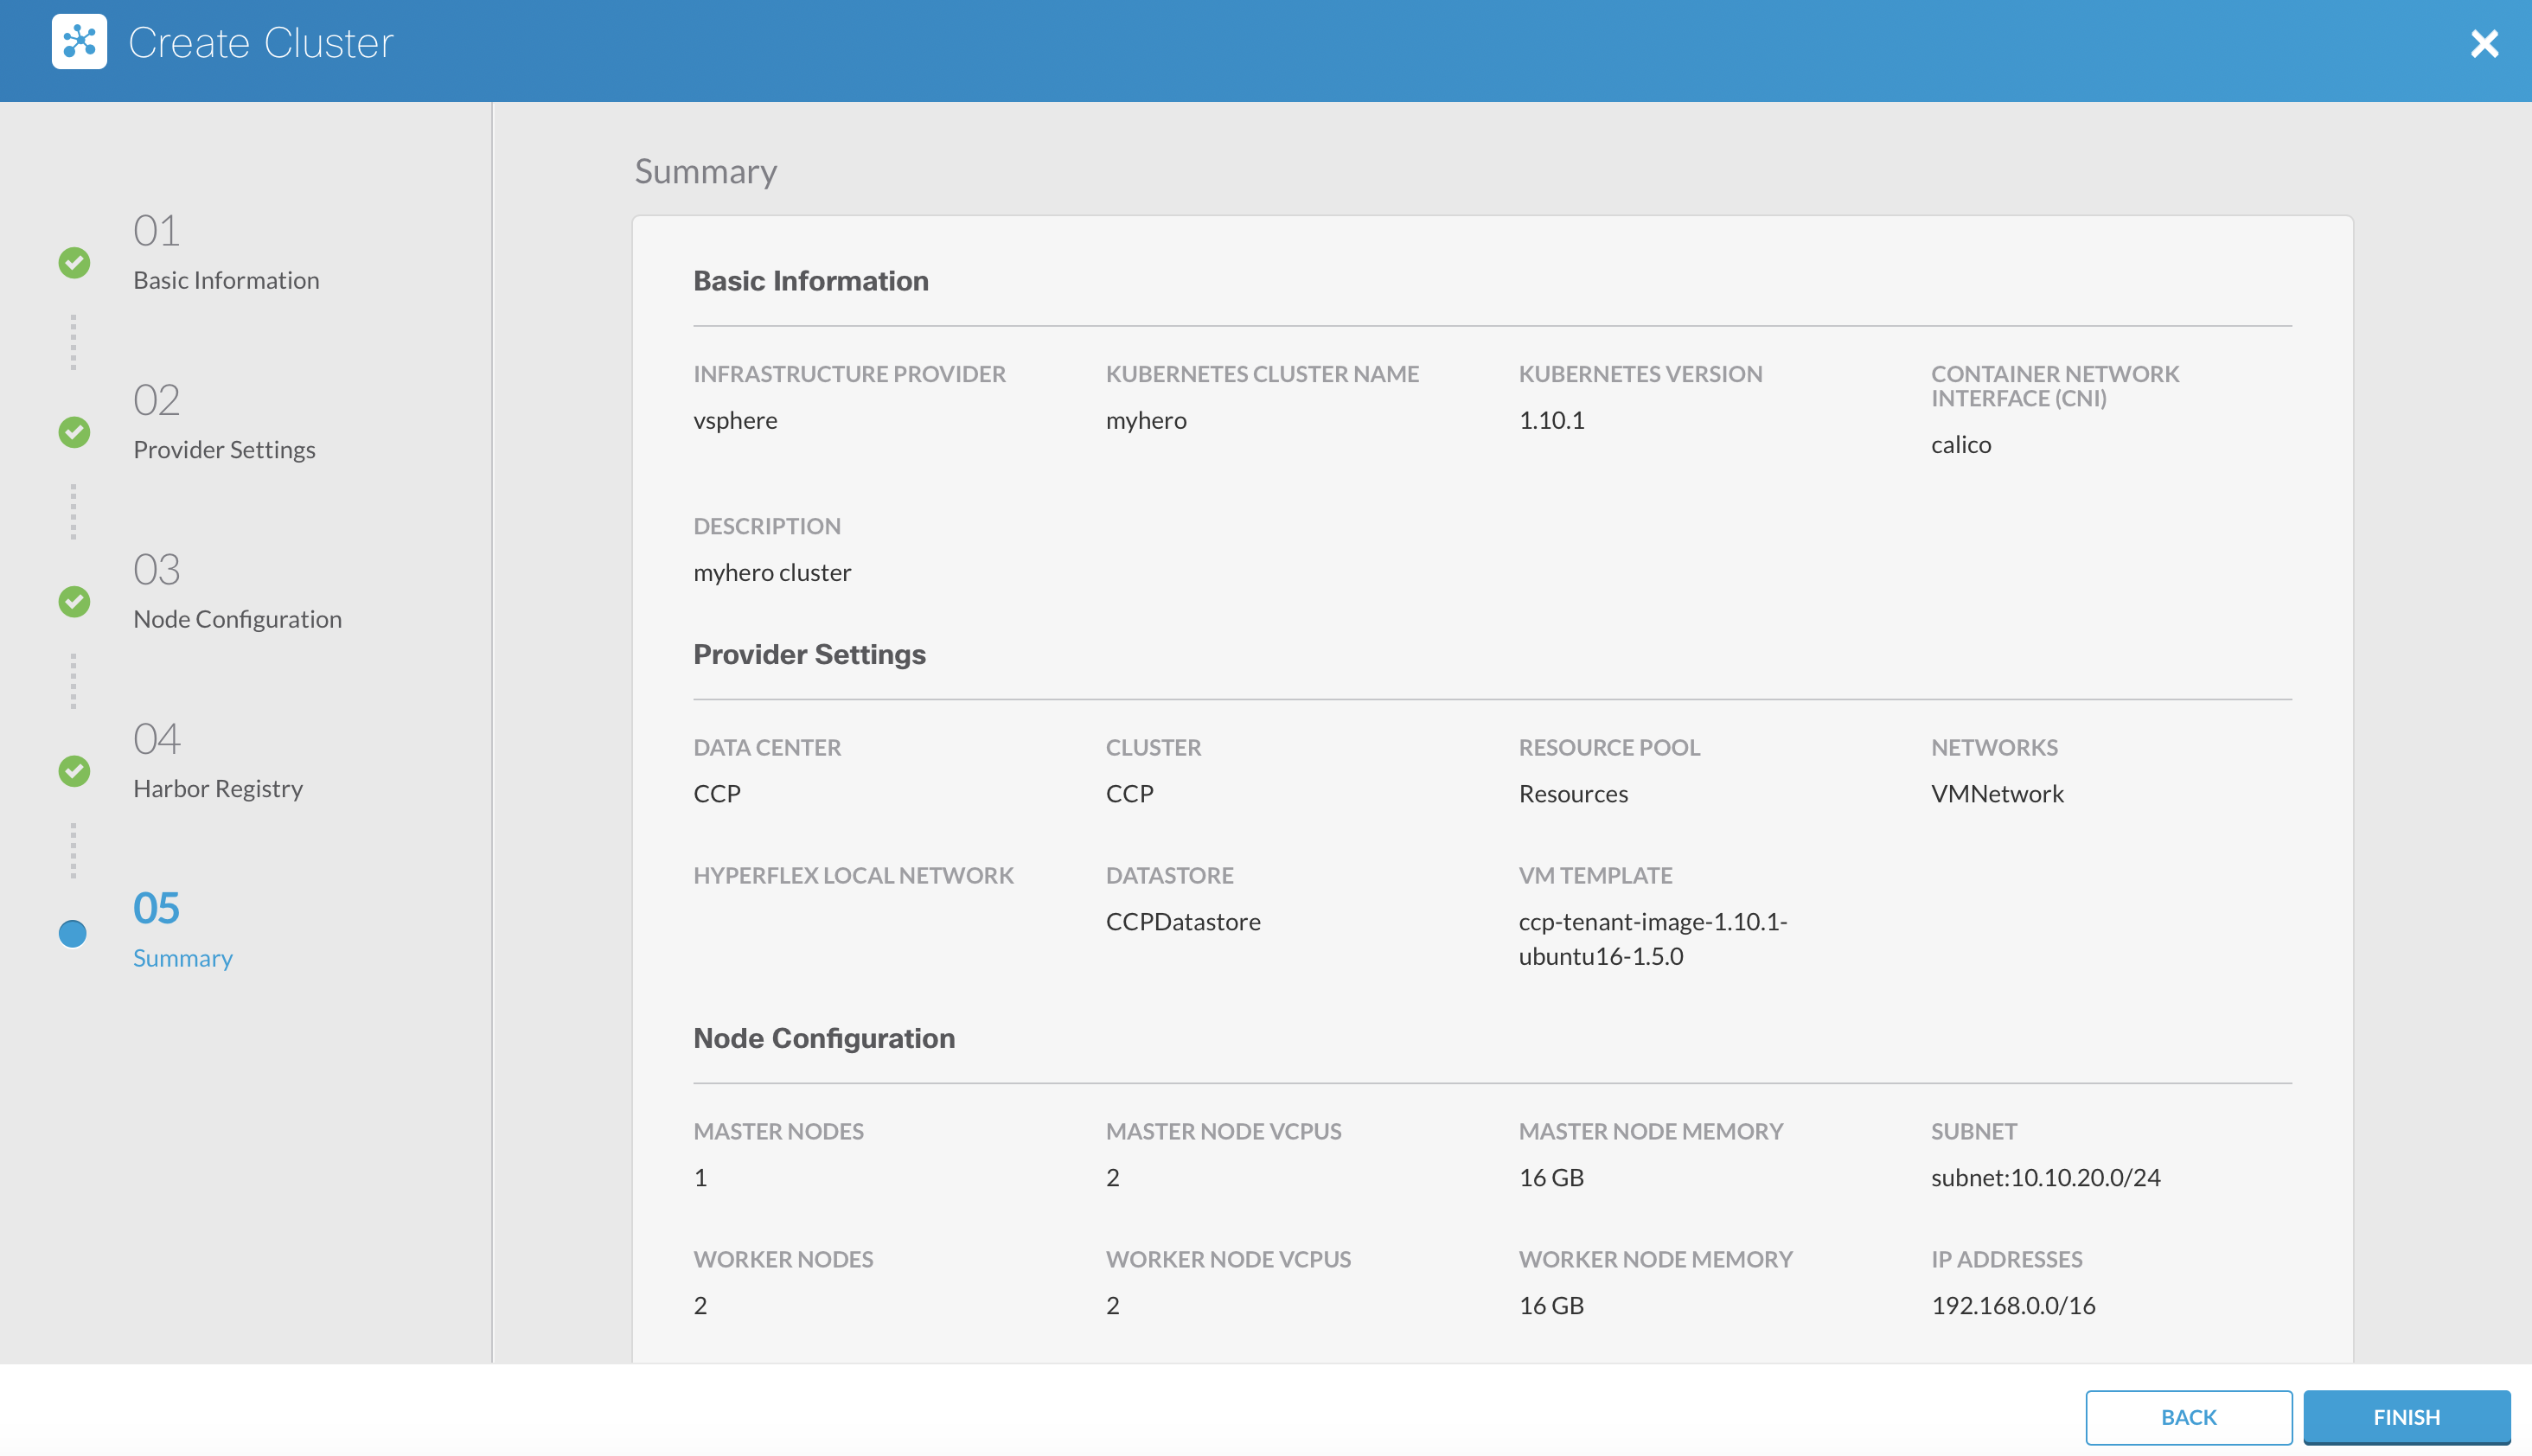 Create Cluster
01
Basic Information
02
Provider Settings
03
Node Configuration
04
Harbor Registry
05
Summary
Summary
Basic Information
INFRASTRUCTURE PROVIDER
vsphere
KUBERNETES CLUSTER NAME
myhero
KUBERNETES VERSION
1.10.1
CONTAINER NETWORK
INTERFACE (CNI)
calico
DESCRIPTION
myhero cluster
Provider Settings
DATA CENTER
CCP
CLUSTER
CCP
RESOURCE POOL
Resources
NETWORKS
VMNetwork
HYPERFLEX LOCAL NETWORK
DATASTORE
CCPDatastore
VM TEMPLATE
ccp-tenant-image-1.10.1-
ubuntu16-1.5.0
Node Configuration
MASTER NODES
1
MASTER NODE VCPUS
2
MASTER NODE MEMORY
16 GB
SUBNET
subnet:10.10.20.0/24
WORKER NODES
2
WORKER NODE VCPUS
2
WORKER NODE MEMORY
16 GB
IP ADDRESSES
192.168.0.0/16
BACK
FINISH